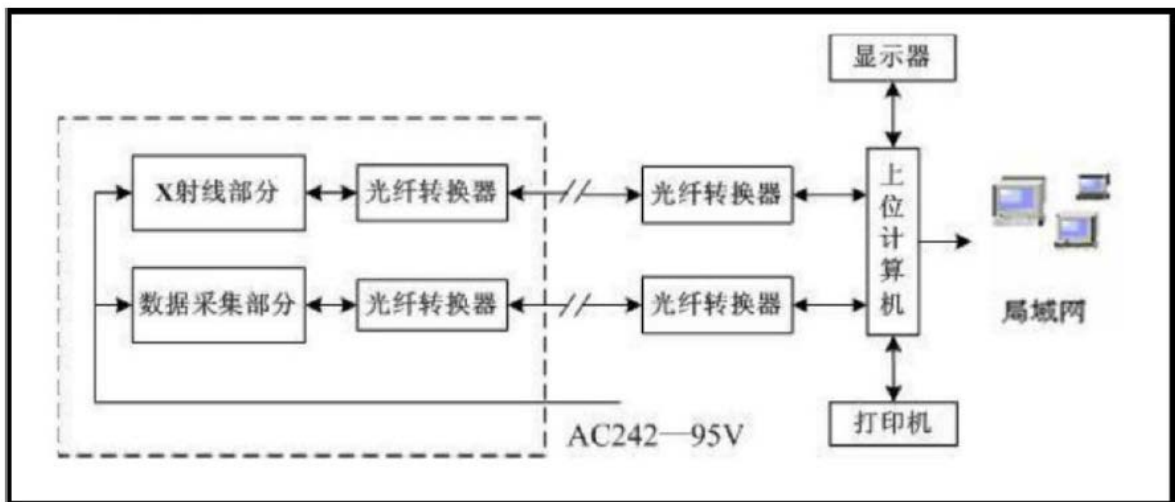 显示器
X射线部分
光纤转换器
光纤转换器
上位计算机
数据采集部分
光纤转换器
光纤转换器
局域网
AC242—95V
打印机